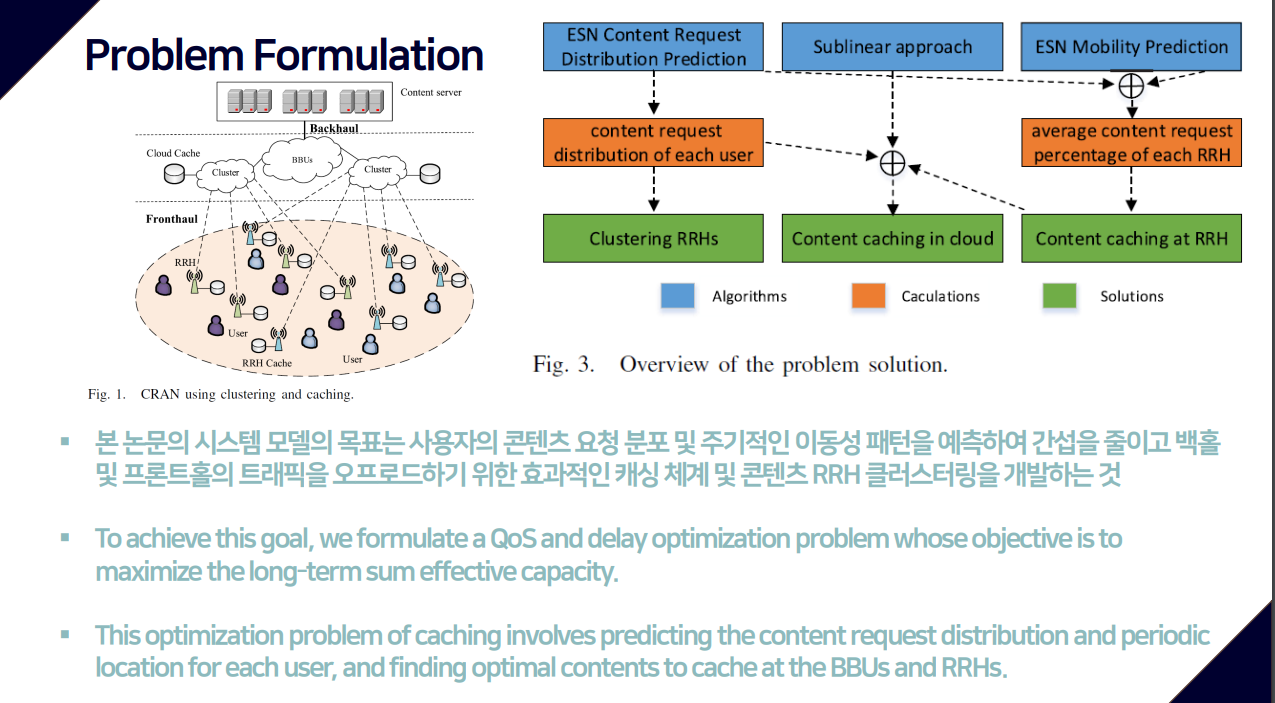 Problem Formulation
Content server
Backhaul
Cloud Cache
BBUs
Cluster
Cluster
Fronthaul
RRH
User
RRH Cache
User
Fig. 1. CRAN using clustering and caching.
ESN Content Request
Distribution Prediction
Sublinear approach
ESN Mobility Prediction
content request
distribution of each user
average content request
percentage of each RRH
Clustering RRHs
Content caching in cloud
Content caching at RRH
Algorithms
Caculations
Solutions
Fig. 3. Overview of the problem solution.
▪ 본 논문의 시스템 모델의 목표는 사용자의 콘텐츠 요청 분포 및 주기적인 이동성 패턴을 예측하여 간섭을 줄이고 백홀
및 프론트홀의 트래픽을 오프로드하기 위한 효과적인 캐싱 체계 및 콘텐츠 RRH 클러스터링을 개발하는 것
▪ To achieve this goal, we formulate a QoS and delay optimization problem whose objective is to
maximize the long-term sum effective capacity.
▪ This optimization problem of caching involves predicting the content request distribution and periodic
location for each user, and finding optimal contents to cache at the BBUs and RRHs.